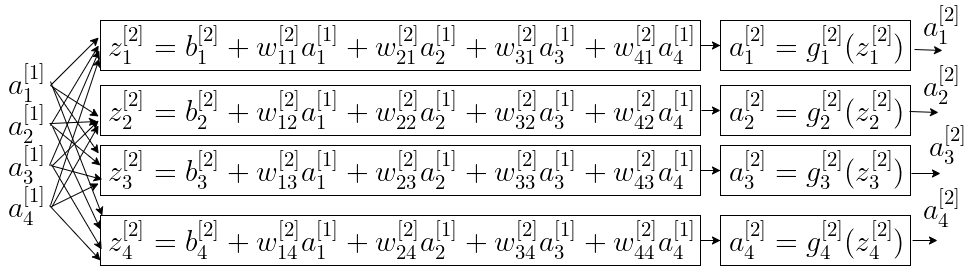 a_1^{[1]}
a_2^{[1]}
a_3^{[1]}
a_4^{[1]}
z_1^{[2]} = b_1^{[2]} + w_{11}^{[2]}a_1^{[1]} + w_{21}^{[2]}a_2^{[1]} + w_{31}^{[2]}a_3^{[1]} + w_{41}^{[2]}a_4^{[1]} a_1^{[2]} = g_1^{[2]}(z_1^{[2]}) a_1^{[2]}
z_2^{[2]} = b_2^{[2]} + w_{12}^{[2]}a_1^{[1]} + w_{22}^{[2]}a_2^{[1]} + w_{32}^{[2]}a_3^{[1]} + w_{42}^{[2]}a_4^{[1]} a_2^{[2]} = g_2^{[2]}(z_2^{[2]}) a_2^{[2]}
z_3^{[2]} = b_3^{[2]} + w_{13}^{[2]}a_1^{[1]} + w_{23}^{[2]}a_2^{[1]} + w_{33}^{[2]}a_3^{[1]} + w_{43}^{[2]}a_4^{[1]} a_3^{[2]} = g_3^{[2]}(z_3^{[2]}) a_3^{[2]}
z_4^{[2]} = b_4^{[2]} + w_{14}^{[2]}a_1^{[1]} + w_{24}^{[2]}a_2^{[1]} + w_{34}^{[2]}a_3^{[1]} + w_{44}^{[2]}a_4^{[1]} a_4^{[2]} = g_4^{[2]}(z_4^{[2]}) a_4^{[2]}